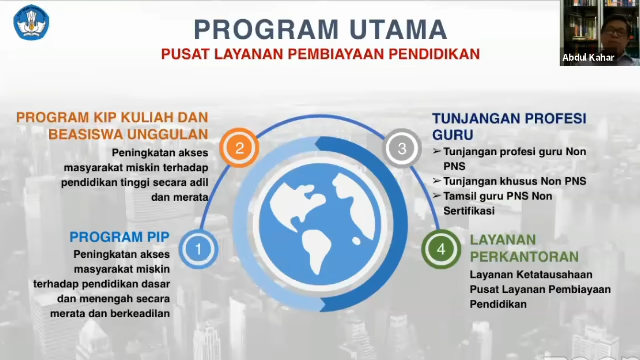 PROGRAM UTAMA
PUSAT LAYANAN PEMBIAYAAN PENDIDIKAN
Abdul Kahar
PROGRAM KIP KULIAH DAN
BEASISWA UNGGULAN
Peningkatan akses
masyarakat miskin terhadap
pendidikan tinggi secara adil
dan merata
2
PROGRAM PIP
Peningkatan akses
masyarakat miskin
terhadap pendidikan dasar
dan menengah secara
merata dan berkeadilan
1
3
TUNJANGAN PROFESI
GURU
➢Tunjangan profesi guru Non
PNS
➢Tunjangan khusus Non PNS
➢Tamsil guru PNS Non
Sertifikasi
4
LAYANAN
PERKANTORAN
Layanan Ketatausahaan
Pusat Layanan Pembiayaan
Pendidikan